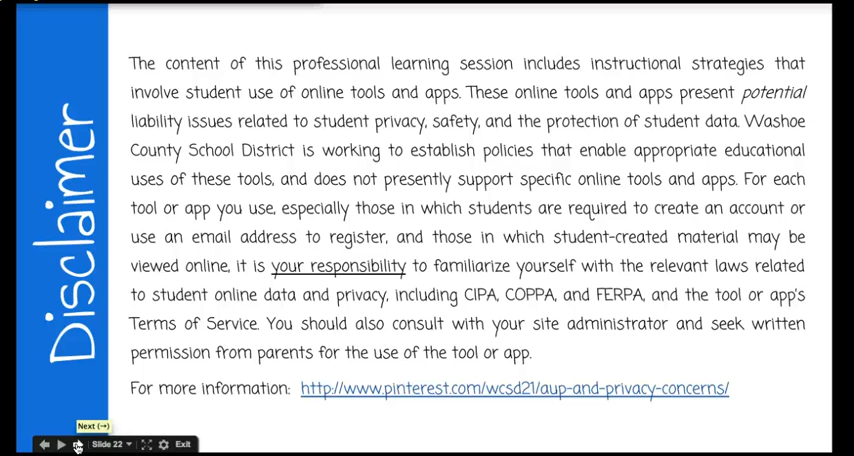 Disclaimer
The content of this professional learning session includes instructional strategies that
involve student use of online tools and apps. These online tools and apps present potential
liability issues related to student privacy, safety, and the protection of student data. Washoe
County School District is working to establish policies that enable appropriate educational
uses of these tools, and does not presently support specific online tools and apps. For each
tool or app you use, especially those in which students are required to create an account or
use an email address to register, and those in which student-created material may be
viewed online, it is your responsibility to familiarize yourself with the relevant laws related
to student online data and privacy, including CIPA, COPPA, and FERPA, and the tool or app's
Terms of Service. You should also consult with your site administrator and seek written
permission from parents for the use of the tool or app.
For more information: http://www.pinterest.com/wcsd21/aup-and-privacy-concerns/
Next (→)
Slide 22 Exit